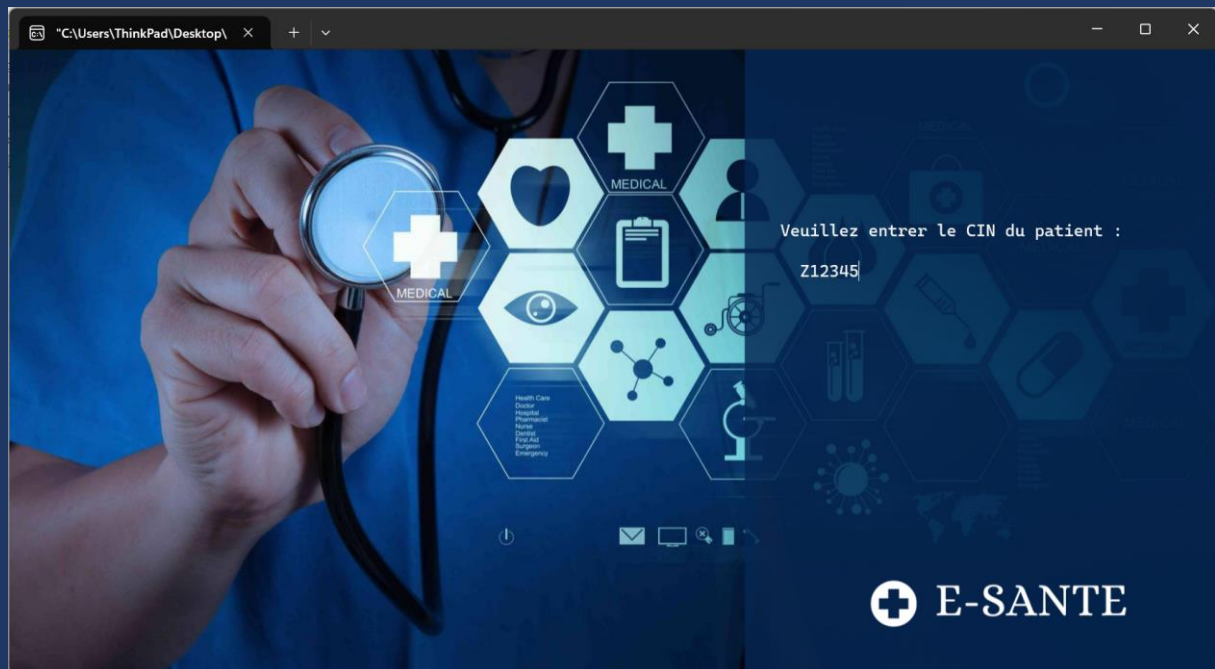 "C:\Users\ThinkPad\Desktop\
MEDICAL
MEDICAL
MEDICAL
Veuillez entrer le CIN du patient :
Z12345
Health Care
Doctor
Hospital
Pharmacist
Nurse
Dentist
First Aid
Surgeon
Emergency
E-SANTE